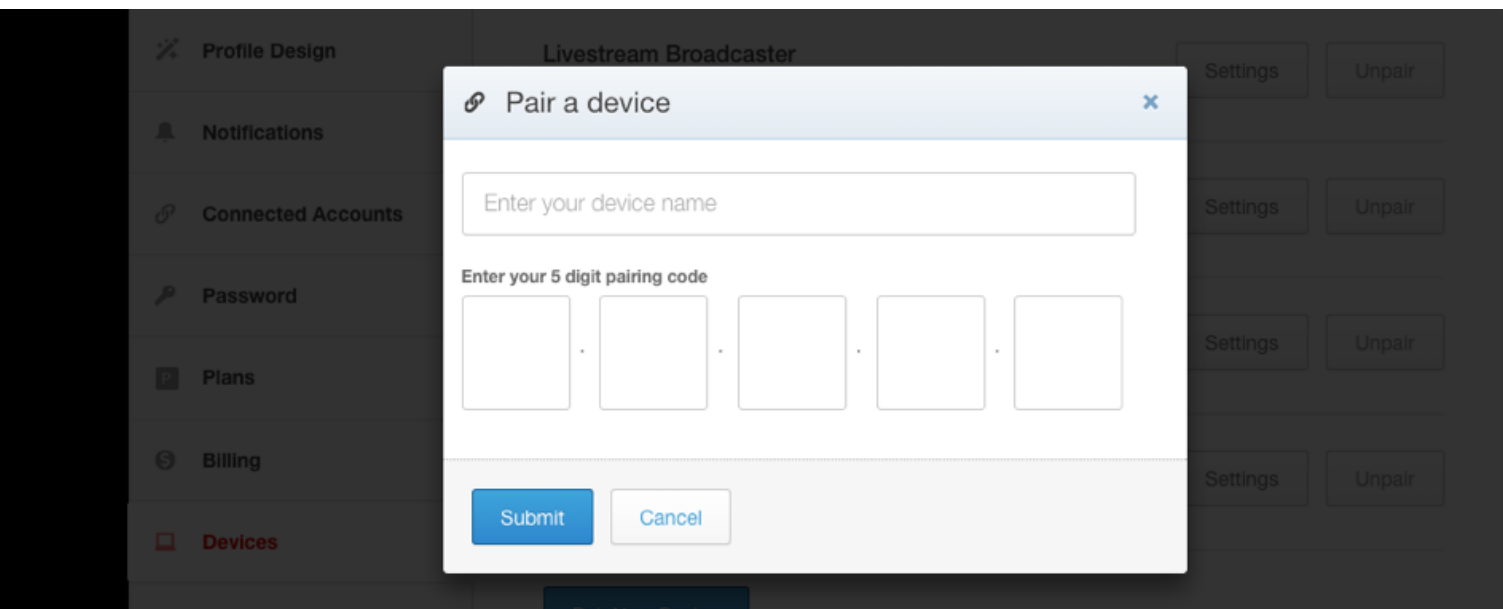 Profile Design
Livestream Broadcaster
Settings
Unpair
Pair a device
×
Notifications
Enter your device name
Connected Accounts
Settings
Unpair
Enter your 5 digit pairing code
Password
. . . .
Settings
Unpair
P Plans
Billing
Settings
Unpair
Submit
Cancel
Devices